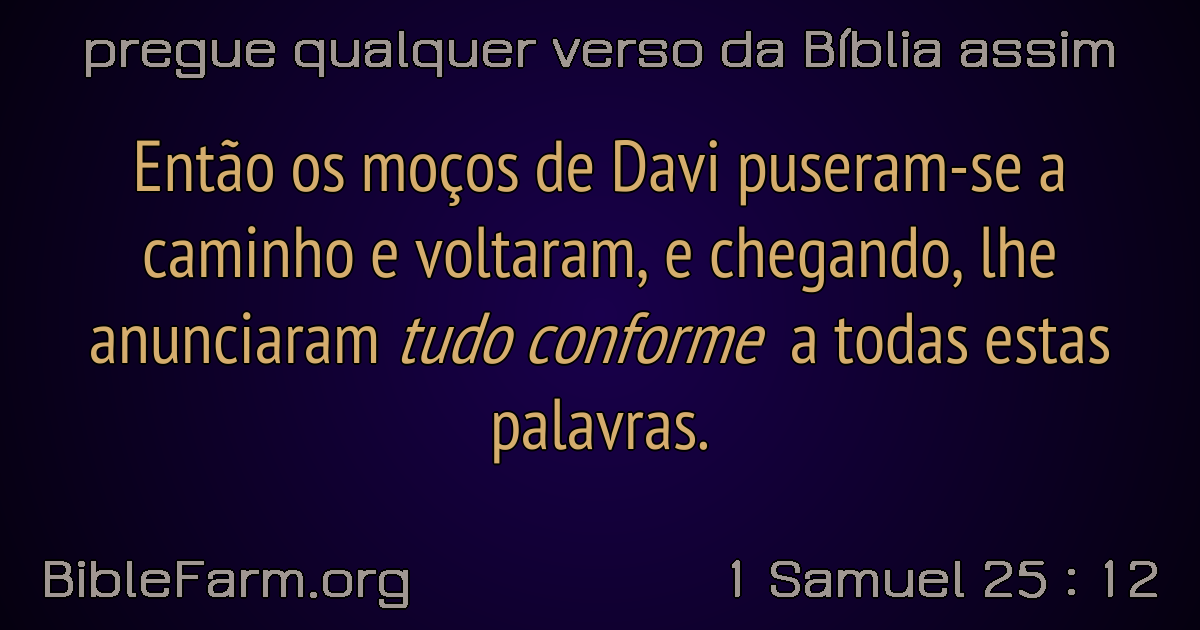 pregue qualquer verso da Bíblia assim
Então os moços de Davi puseram-se a
caminho e voltaram, e chegando, lhe
anunciaram tudo conforme a todas estas
palavras.
BibleFarm.org
1 Samuel 25 : 12